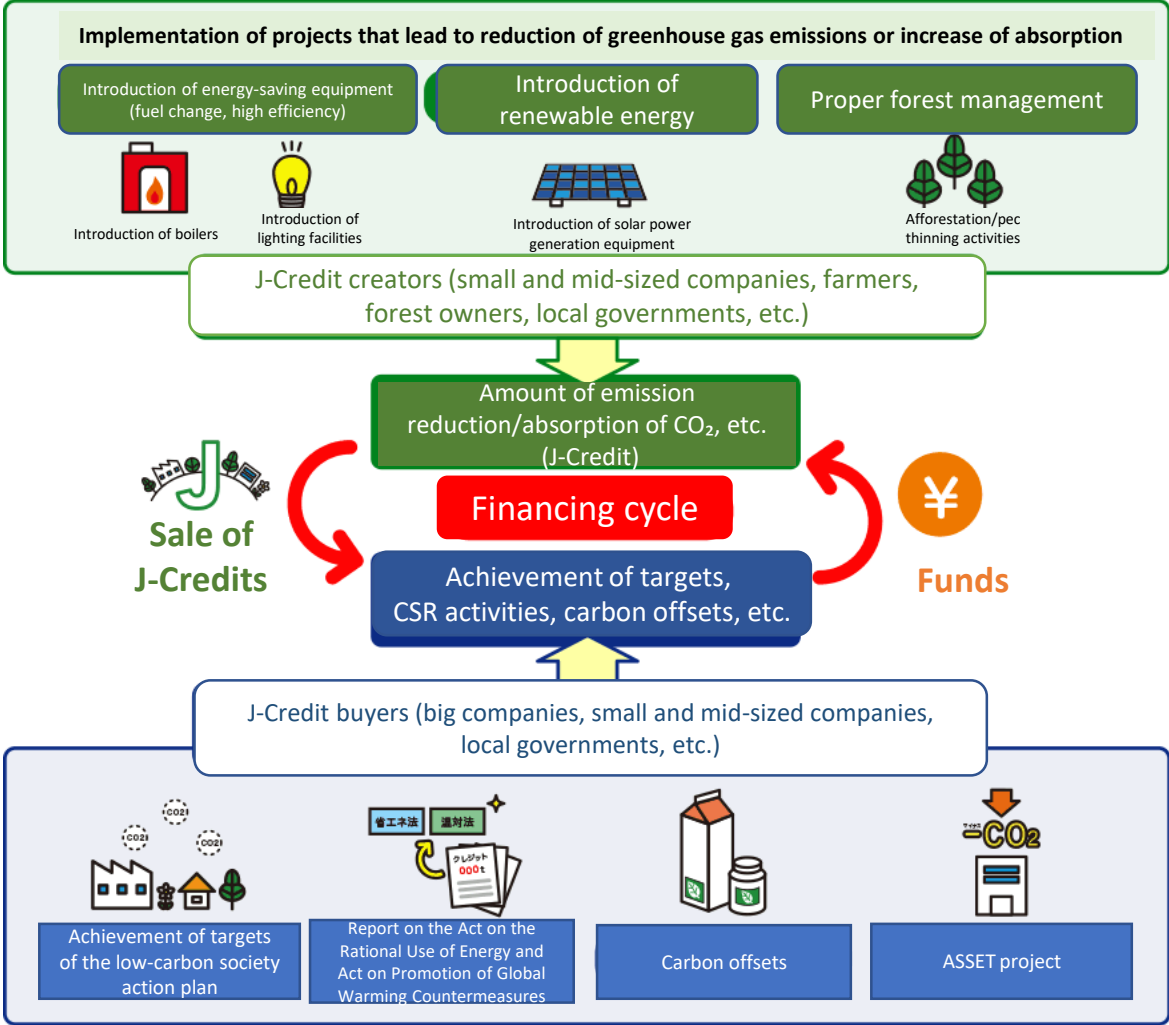 Implementation of projects that lead to reduction of greenhouse gas emissions or increase of absorption
Introduction of energy-saving equipment
(fuel change, high efficiency)
Introduction of
renewable energy
Proper forest management
Introduction of boilers
Introduction of
lighting facilities
Introduction of solar power
generation equipment
Afforestation/pec
thinning activities
J-Credit creators (small and mid-sized companies, farmers,
forest owners, local governments, etc.)
Amount of emission
reduction/absorption of CO₂, etc.
(J-Credit)
J
Sale of
J-Credits
Financing cycle
¥
Funds
Achievement of targets,
CSR activities, carbon offsets, etc.
J-Credit buyers (big companies, small and mid-sized companies,
local governments, etc.)
CO2
CO2
CO2
省エネ法
温対法
クレジット
000t
マイナス
-CO2
Achievement of targets
of the low-carbon society
action plan
Report on the Act on the
Rational Use of Energy and
Act on Promotion of Global
Warming Countermeasures
Carbon offsets
ASSET project